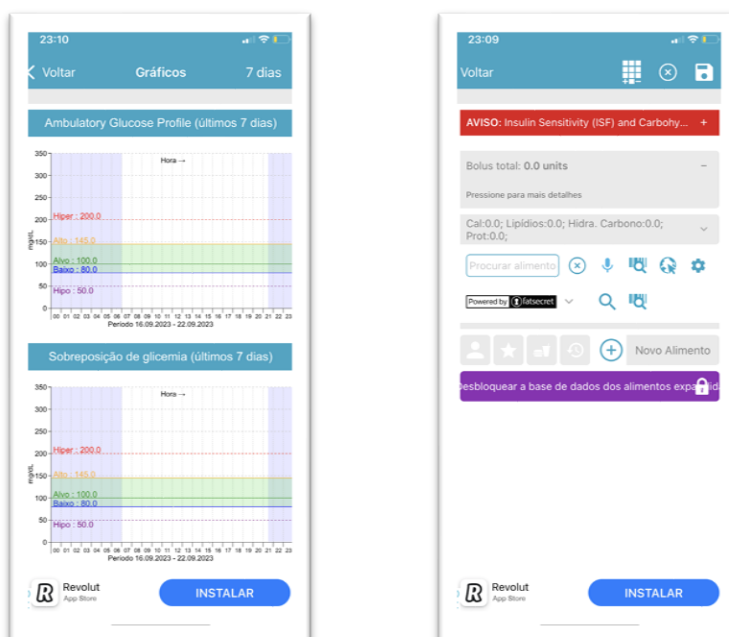 23:10
Voltar Gráficos 7 dias
Ambulatory Glucose Profile (últimos 7 dias)
Hora →
350
300
250
200
150
100
50
0
mg/dL
Hiper : 200.0
Alto : 145.0
Alvo : 100.0
Baixo : 80.0
Hipo : 50.0
00 01 02 03 04 05 06 07 08 09 10 11 12 13 14 15 16 17 18 19 20 21 22 23
Período 16.09.2023 - 22.09.2023
Sobreposição de glicemia (últimos 7 dias)
Hora →
350
300
250
200
150
100
50
0
mg/dL
Hiper : 200.0
Alto : 145.0
Alvo : 100.0
Baixo : 80.0
Hipo : 50.0
00 01 02 03 04 05 06 07 08 09 10 11 12 13 14 15 16 17 18 19 20 21 22 23
Período 16.09.2023 - 22.09.2023
R
Revolut
App Store
INSTALAR
23:09
Voltar
AVISO: Insulin Sensitivity (ISF) and Carbohy... +
Bolus total: 0.0 units −
Pressione para mais detalhes
Cal:0.0; Lipídios:0.0; Hidra. Carbono:0.0;
Prot:0.0;
Procurar alimento
Powered by fatsecret
Novo Alimento
Desbloquear a base de dados dos alimentos
R
Revolut
App Store
INSTALAR